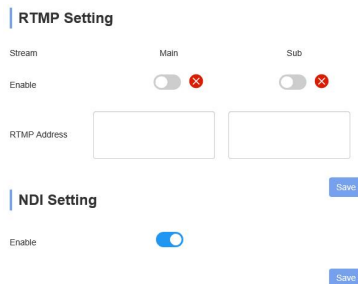 RTMP Setting
Stream Main Sub
Enable
RTMP Address
Save
NDI Setting
Enable
Save